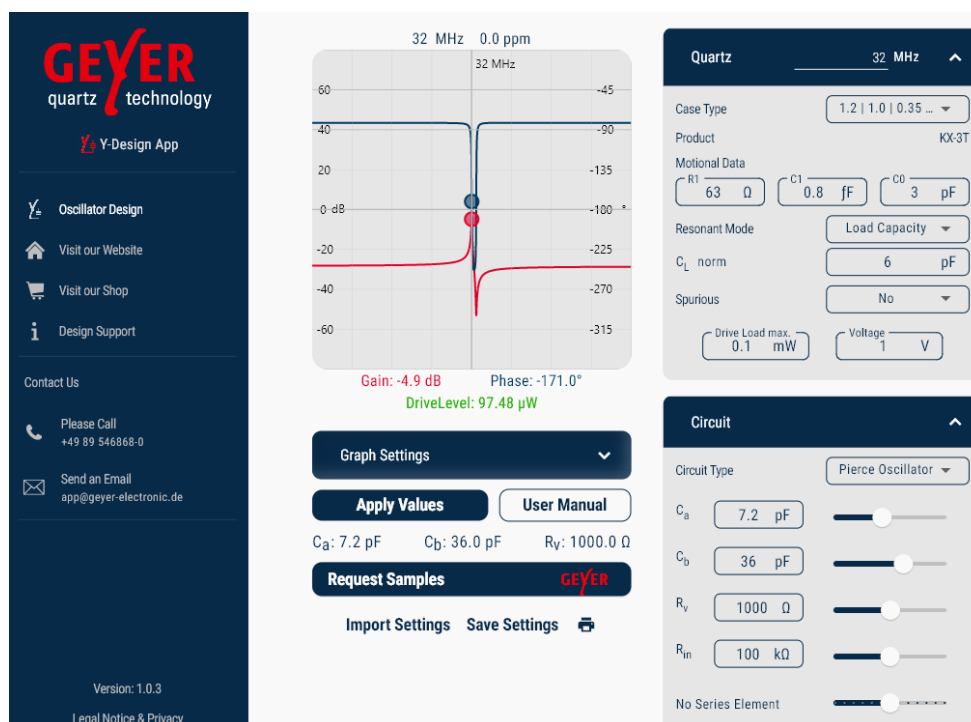 GEYER
quartz technology
Y-Design App
Oscillator Design
Visit our Website
Visit our Shop
Design Support
Contact Us
Please Call
+49 89 546868-0
Send an Email
app@geyer-electronic.de
Version: 1.0.3
Legal Notice & Privacy
32 MHz 0.0 ppm
32 MHz
60 -45
40 -90
20 -135
0 dB -180 °
-20 -225
-40 -270
-60 -315
Gain: -4.9 dB Phase: -171.0°
DriveLevel: 97.48 µW
Graph Settings
Apply Values User Manual
Ca: 7.2 pF Cb: 36.0 pF RV: 1000.0 Ω
Request Samples GEYER
Import Settings Save Settings
Quartz 32 MHz
Case Type 1.2 | 1.0 | 0.35 ...
Product KX-3T
Motional Data
R1 C1 C0
63 Ω 0.8 fF 3 pF
Resonant Mode Load Capacity
CL norm 6 pF
Spurious No
Drive Load max. Voltage
0.1 mW 1 V
Circuit
Circuit Type Pierce Oscillator
Ca 7.2 pF
Cb 36 pF
Rv 1000 Ω
Rin 100 kΩ
No Series Element